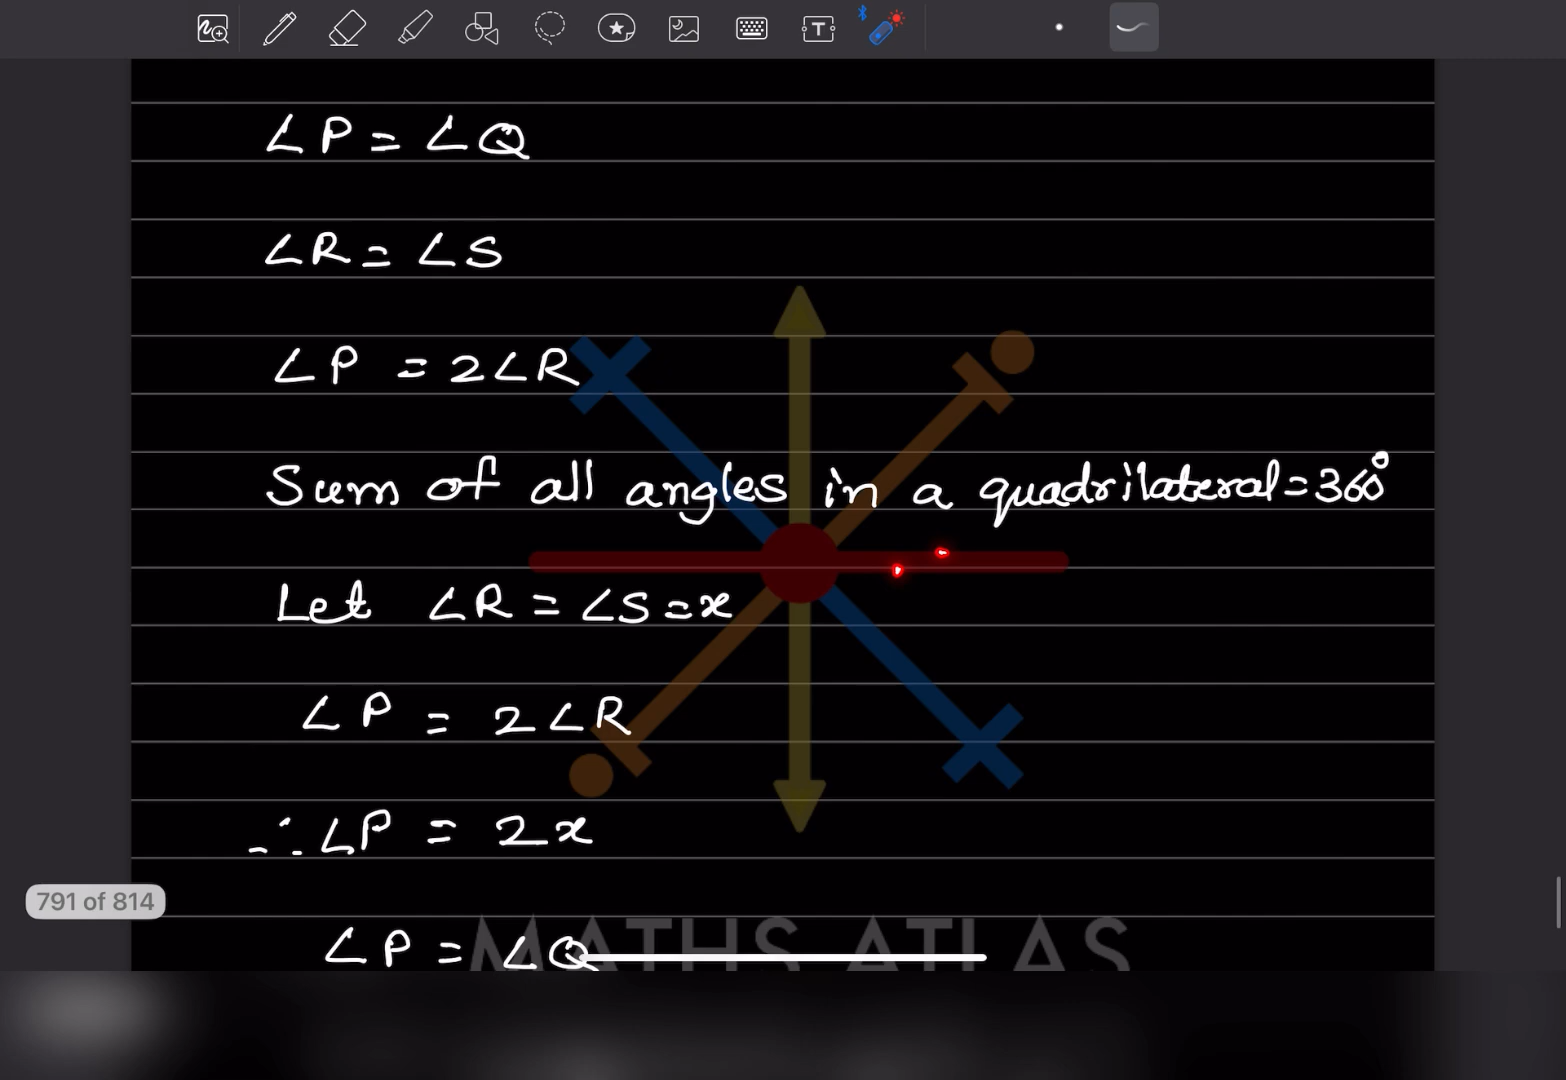 ∠P = ∠Q
∠R = ∠S
∠P = 2∠R
Sum of all angles in a quadrilateral = 360°
Let ∠R = ∠S = x
∠P = 2∠R
∴ ∠P = 2x
791 of 814
∠P = ∠Q
MATHS ATLAS